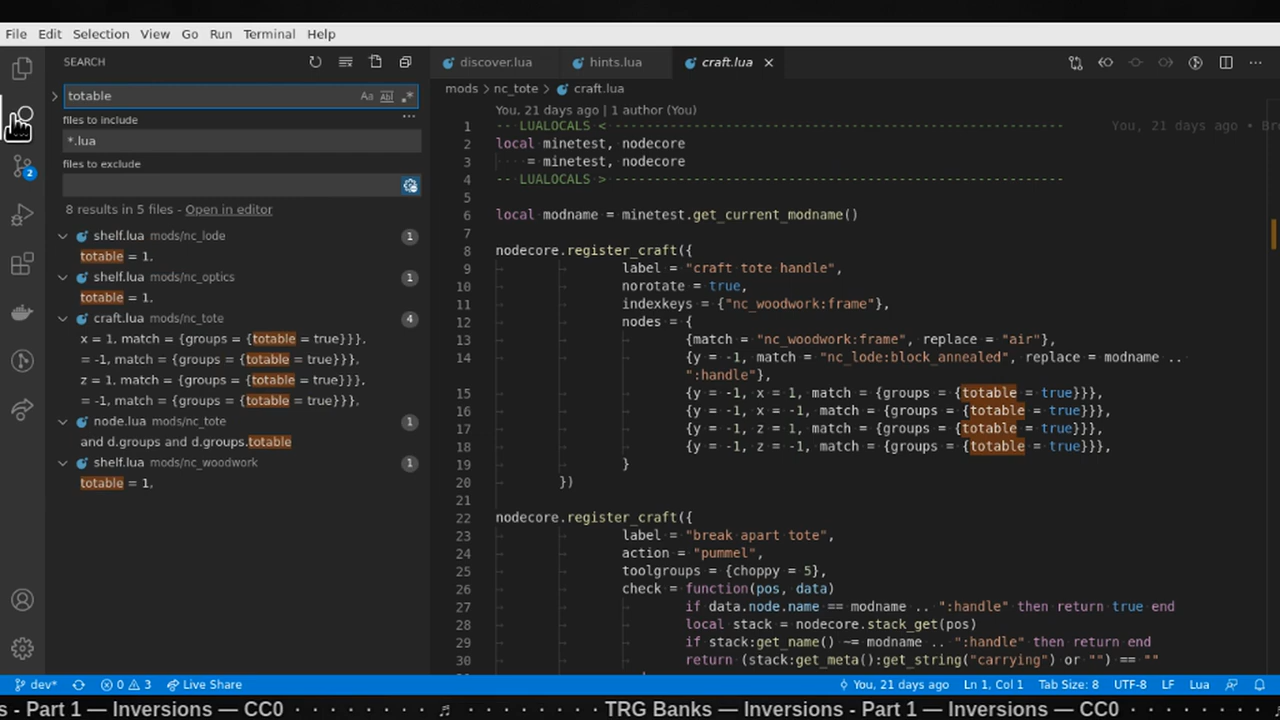 File Edit Selection View Go Run Terminal Help
SEARCH
totable
Aa Abl .*
files to include
...
*.lua
files to exclude
8 results in 5 files - Open in editor
shelf.lua mods/nc_lode 1
totable = 1,
shelf.lua mods/nc_optics 1
totable = 1,
craft.lua mods/nc_tote 4
x = 1, match = {groups = {totable = true}}},
= -1, match = {groups = {totable = true}}},
z = 1, match = {groups = {totable = true}}},
= -1, match = {groups = {totable = true}}},
node.lua mods/nc_tote 1
and d.groups and d.groups.totable
shelf.lua mods/nc_woodwork 1
totable = 1,
2
discover.lua hints.lua craft.lua
mods > nc_tote > craft.lua
You, 21 days ago | 1 author (You)
1 -- LUALOCALS < ---------------------------------------------------------
You, 21 days ago • Br
2 local minetest, nodecore
3 = minetest, nodecore
4 -- LUALOCALS > ---------------------------------------------------------
5
6 local modname = minetest.get_current_modname()
7
8 nodecore.register_craft({
9 label = "craft tote handle",
10 norotate = true,
11 indexkeys = {"nc_woodwork:frame"},
12 nodes = {
13 {match = "nc_woodwork:frame", replace = "air"},
14 {y = -1, match = "nc_lode:block_annealed", replace = modname ..
":handle"},
15 {y = -1, x = 1, match = {groups = {totable = true}}},
16 {y = -1, x = -1, match = {groups = {totable = true}}},
17 {y = -1, z = 1, match = {groups = {totable = true}}},
18 {y = -1, z = -1, match = {groups = {totable = true}}},
19 }
20 })
21
22 nodecore.register_craft({
23 label = "break apart tote",
24 action = "pummel",
25 toolgroups = {choppy = 5},
26 check = function(pos, data)
27 if data.node.name == modname .. ":handle" then return true end
28 local stack = nodecore.stack_get(pos)
29 if stack:get_name() ~= modname .. ":handle" then return end
30 return (stack:get_meta():get_string("carrying") or "") == ""
dev* 0 3 Live Share You, 21 days ago Ln 1, Col 1 Tab Size: 8 UTF-8 LF Lua
s - Part 1 — Inversions — CC0 · · · · · · · ♬ · · · · · · · TRG Banks — Inversions - Part 1 — Inversions — CC0 · · · · · · · ♬